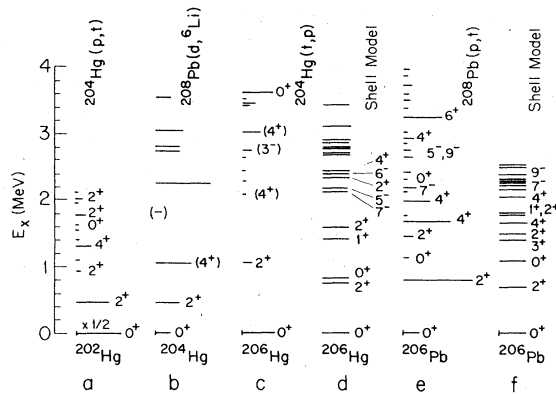 204Hg(p,t)
208Pb(d,6Li)
204Hg(t,p)
Shell Model
208Pb(p,t)
Shell Model
Ex (MeV)
4
3
2
1
0
2+
2+
0+
4+
2+
2+
x 1/2
0+
202Hg
a
(-)
(4+)
2+
0+
204Hg
b
0+
(4+)
(3-)
(4+)
2+
0+
206Hg
c
4+
6-
2+
5-
7-
2+
1+
0+
2+
0+
206Hg
d
6+
4+
5-,9-
0+
7-
4+
4+
2+
0+
2+
0+
206Pb
e
9-
7-
4+
1+,2+
4+
2+
3+
0+
2+
0+
206Pb
f